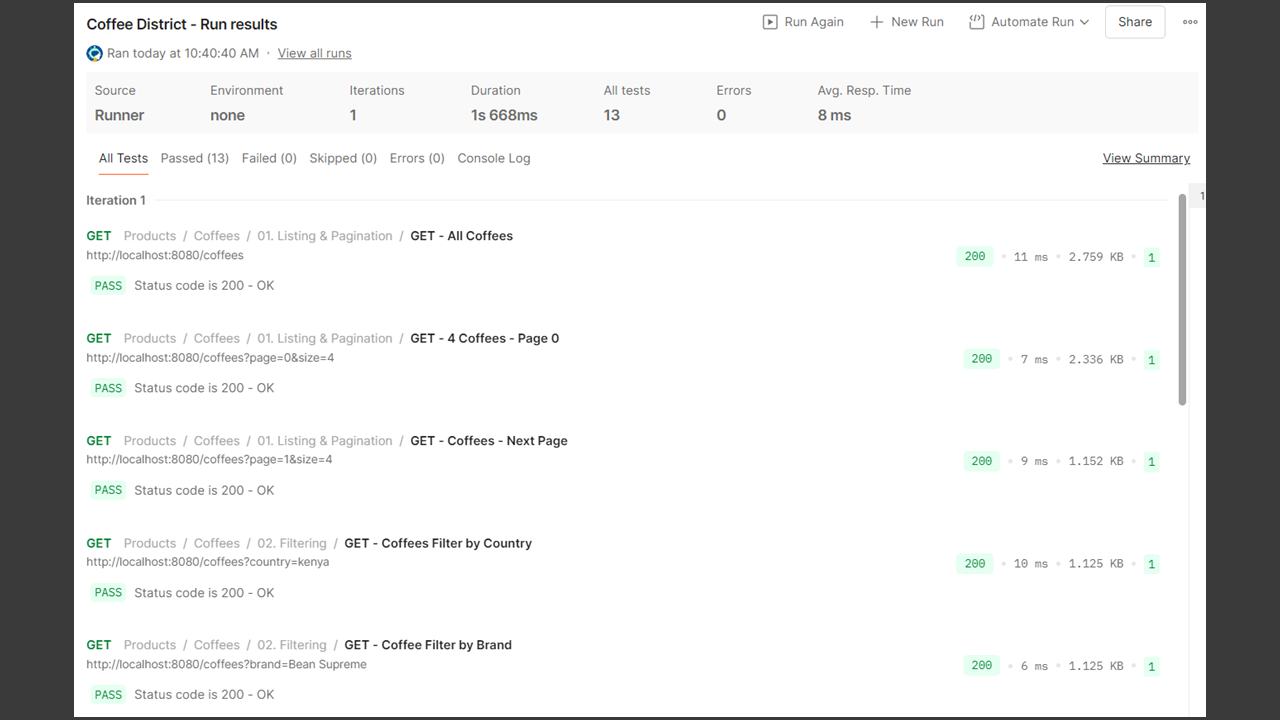 Coffee District - Run results
Run Again
New Run
Automate Run
Share
Ran today at 10:40:40 AM · View all runs
Source Environment Iterations Duration All tests Errors Avg. Resp. Time
Runner none 1 1s 668ms 13 0 8 ms
All Tests Passed (13) Failed (0) Skipped (0) Errors (0) Console Log View Summary
Iteration 1
1
GET Products / Coffees / 01. Listing & Pagination / GET - All Coffees
http://localhost:8080/coffees
200 • 11 ms • 2.759 KB • 1
PASS Status code is 200 - OK
GET Products / Coffees / 01. Listing & Pagination / GET - 4 Coffees - Page 0
http://localhost:8080/coffees?page=0&size=4
200 • 7 ms • 2.336 KB • 1
PASS Status code is 200 - OK
GET Products / Coffees / 01. Listing & Pagination / GET - Coffees - Next Page
http://localhost:8080/coffees?page=1&size=4
200 • 9 ms • 1.152 KB • 1
PASS Status code is 200 - OK
GET Products / Coffees / 02. Filtering / GET - Coffees Filter by Country
http://localhost:8080/coffees?country=kenya
200 • 10 ms • 1.125 KB • 1
PASS Status code is 200 - OK
GET Products / Coffees / 02. Filtering / GET - Coffee Filter by Brand
http://localhost:8080/coffees?brand=Bean Supreme
200 • 6 ms • 1.125 KB • 1
PASS Status code is 200 - OK